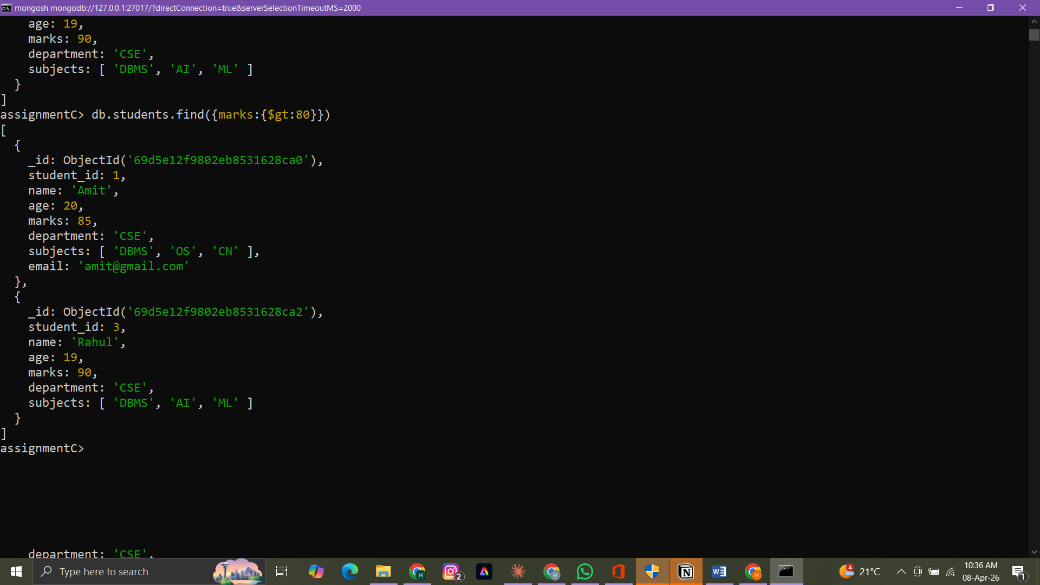 mongosh mongodb://127.0.0.1:27017/?directConnection=true&serverSelectionTimeoutMS=2000
    age: 19,
    marks: 90,
    department: 'CSE',
    subjects: [ 'DBMS', 'AI', 'ML' ]
  }
]
assignmentC> db.students.find({marks:{$gt:80}})
[
  {
    _id: ObjectId('69d5e12f9802eb8531628ca0'),
    student_id: 1,
    name: 'Amit',
    age: 20,
    marks: 85,
    department: 'CSE',
    subjects: [ 'DBMS', 'OS', 'CN' ],
    email: 'amit@gmail.com'
  },
  {
    _id: ObjectId('69d5e12f9802eb8531628ca2'),
    student_id: 3,
    name: 'Rahul',
    age: 19,
    marks: 90,
    department: 'CSE',
    subjects: [ 'DBMS', 'AI', 'ML' ]
  }
]
assignmentC>
    department: 'CSE',
Type here to search
2
21°C
10:36 AM
08-Apr-26
1